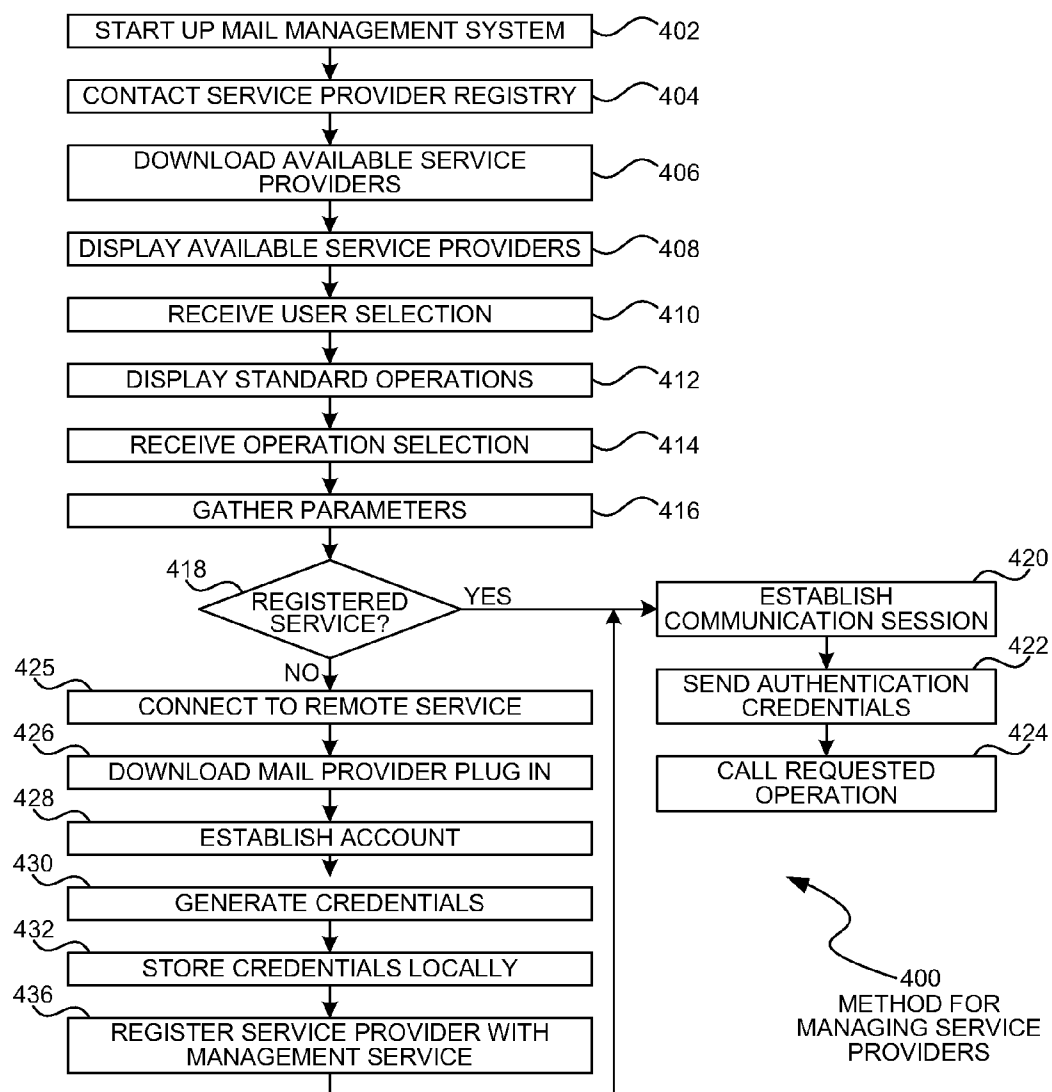 START UP MAIL MANAGEMENT SYSTEM
402
CONTACT SERVICE PROVIDER REGISTRY
404
DOWNLOAD AVAILABLE SERVICE
PROVIDERS
406
DISPLAY AVAILABLE SERVICE PROVIDERS
408
RECEIVE USER SELECTION
410
DISPLAY STANDARD OPERATIONS
412
RECEIVE OPERATION SELECTION
414
GATHER PARAMETERS
416
418
REGISTERED
SERVICE?
YES
NO
420
ESTABLISH
COMMUNICATION SESSION
422
SEND AUTHENTICATION
CREDENTIALS
424
CALL REQUESTED
OPERATION
425
CONNECT TO REMOTE SERVICE
426
DOWNLOAD MAIL PROVIDER PLUG IN
428
ESTABLISH ACCOUNT
430
GENERATE CREDENTIALS
432
STORE CREDENTIALS LOCALLY
436
REGISTER SERVICE PROVIDER WITH
MANAGEMENT SERVICE
400
METHOD FOR
MANAGING SERVICE
PROVIDERS